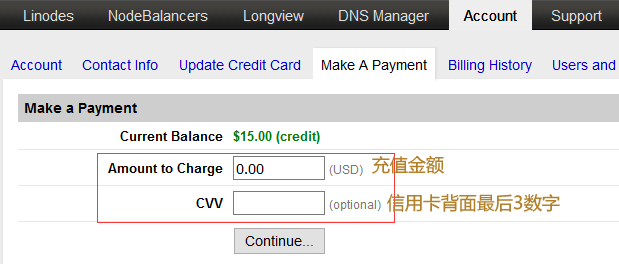 Linodes NodeBalancers Longview DNS Manager Account Support
Account Contact Info Update Credit Card Make A Payment Billing History Users and
Make a Payment
Current Balance $15.00 (credit)
Amount to Charge 0.00 (USD) 充值金额
CVV (optional) 信用卡背面最后3数字
Continue...